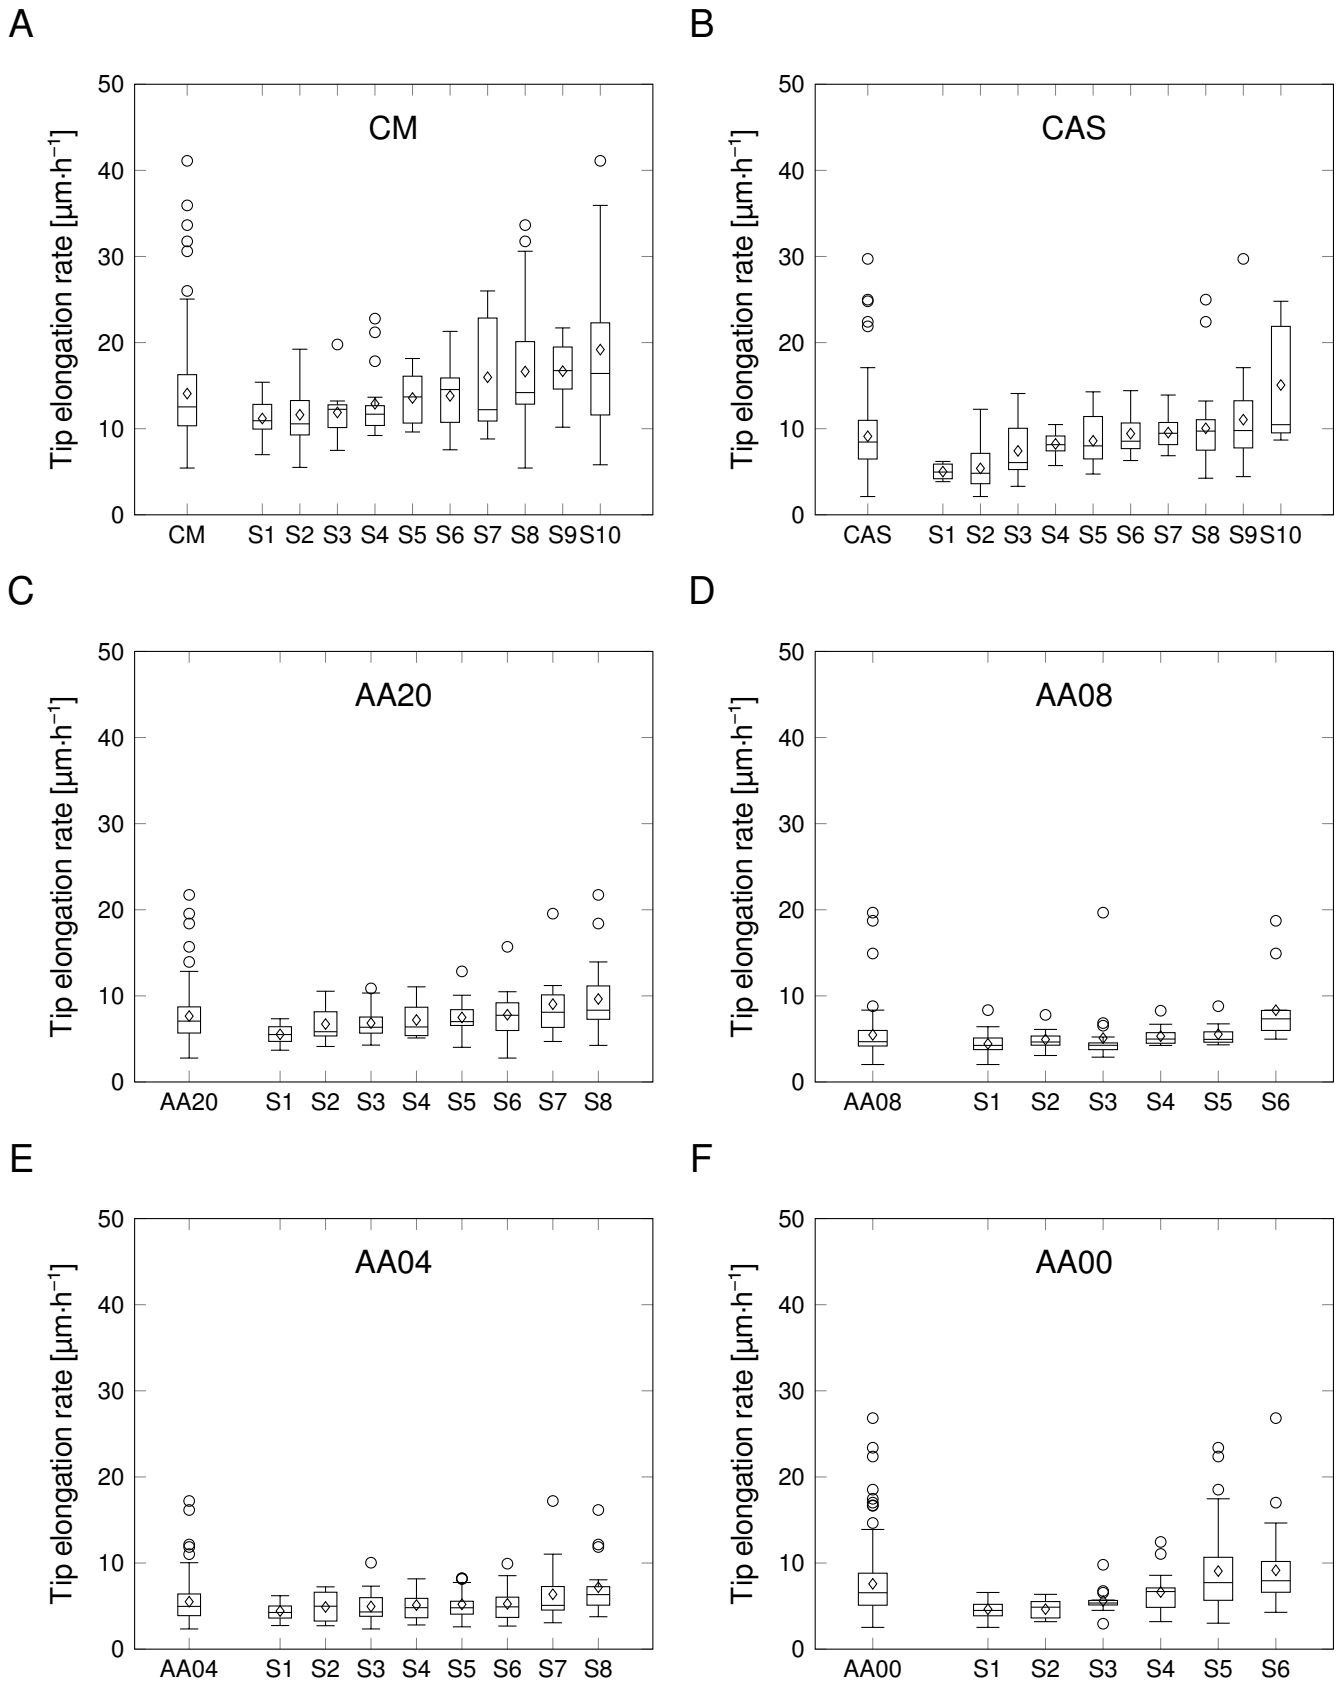 A
B
Tip elongation rate [µm·h⁻¹]
50
40
30
20
10
0
CM
CM S1 S2 S3 S4 S5 S6 S7 S8 S9 S10
Tip elongation rate [µm·h⁻¹]
50
40
30
20
10
0
CAS
CAS S1 S2 S3 S4 S5 S6 S7 S8 S9 S10
C
D
Tip elongation rate [µm·h⁻¹]
50
40
30
20
10
0
AA20
AA20 S1 S2 S3 S4 S5 S6 S7 S8
Tip elongation rate [µm·h⁻¹]
50
40
30
20
10
0
AA08
AA08 S1 S2 S3 S4 S5 S6
E
F
Tip elongation rate [µm·h⁻¹]
50
40
30
20
10
0
AA04
AA04 S1 S2 S3 S4 S5 S6 S7 S8
Tip elongation rate [µm·h⁻¹]
50
40
30
20
10
0
AA00
AA00 S1 S2 S3 S4 S5 S6